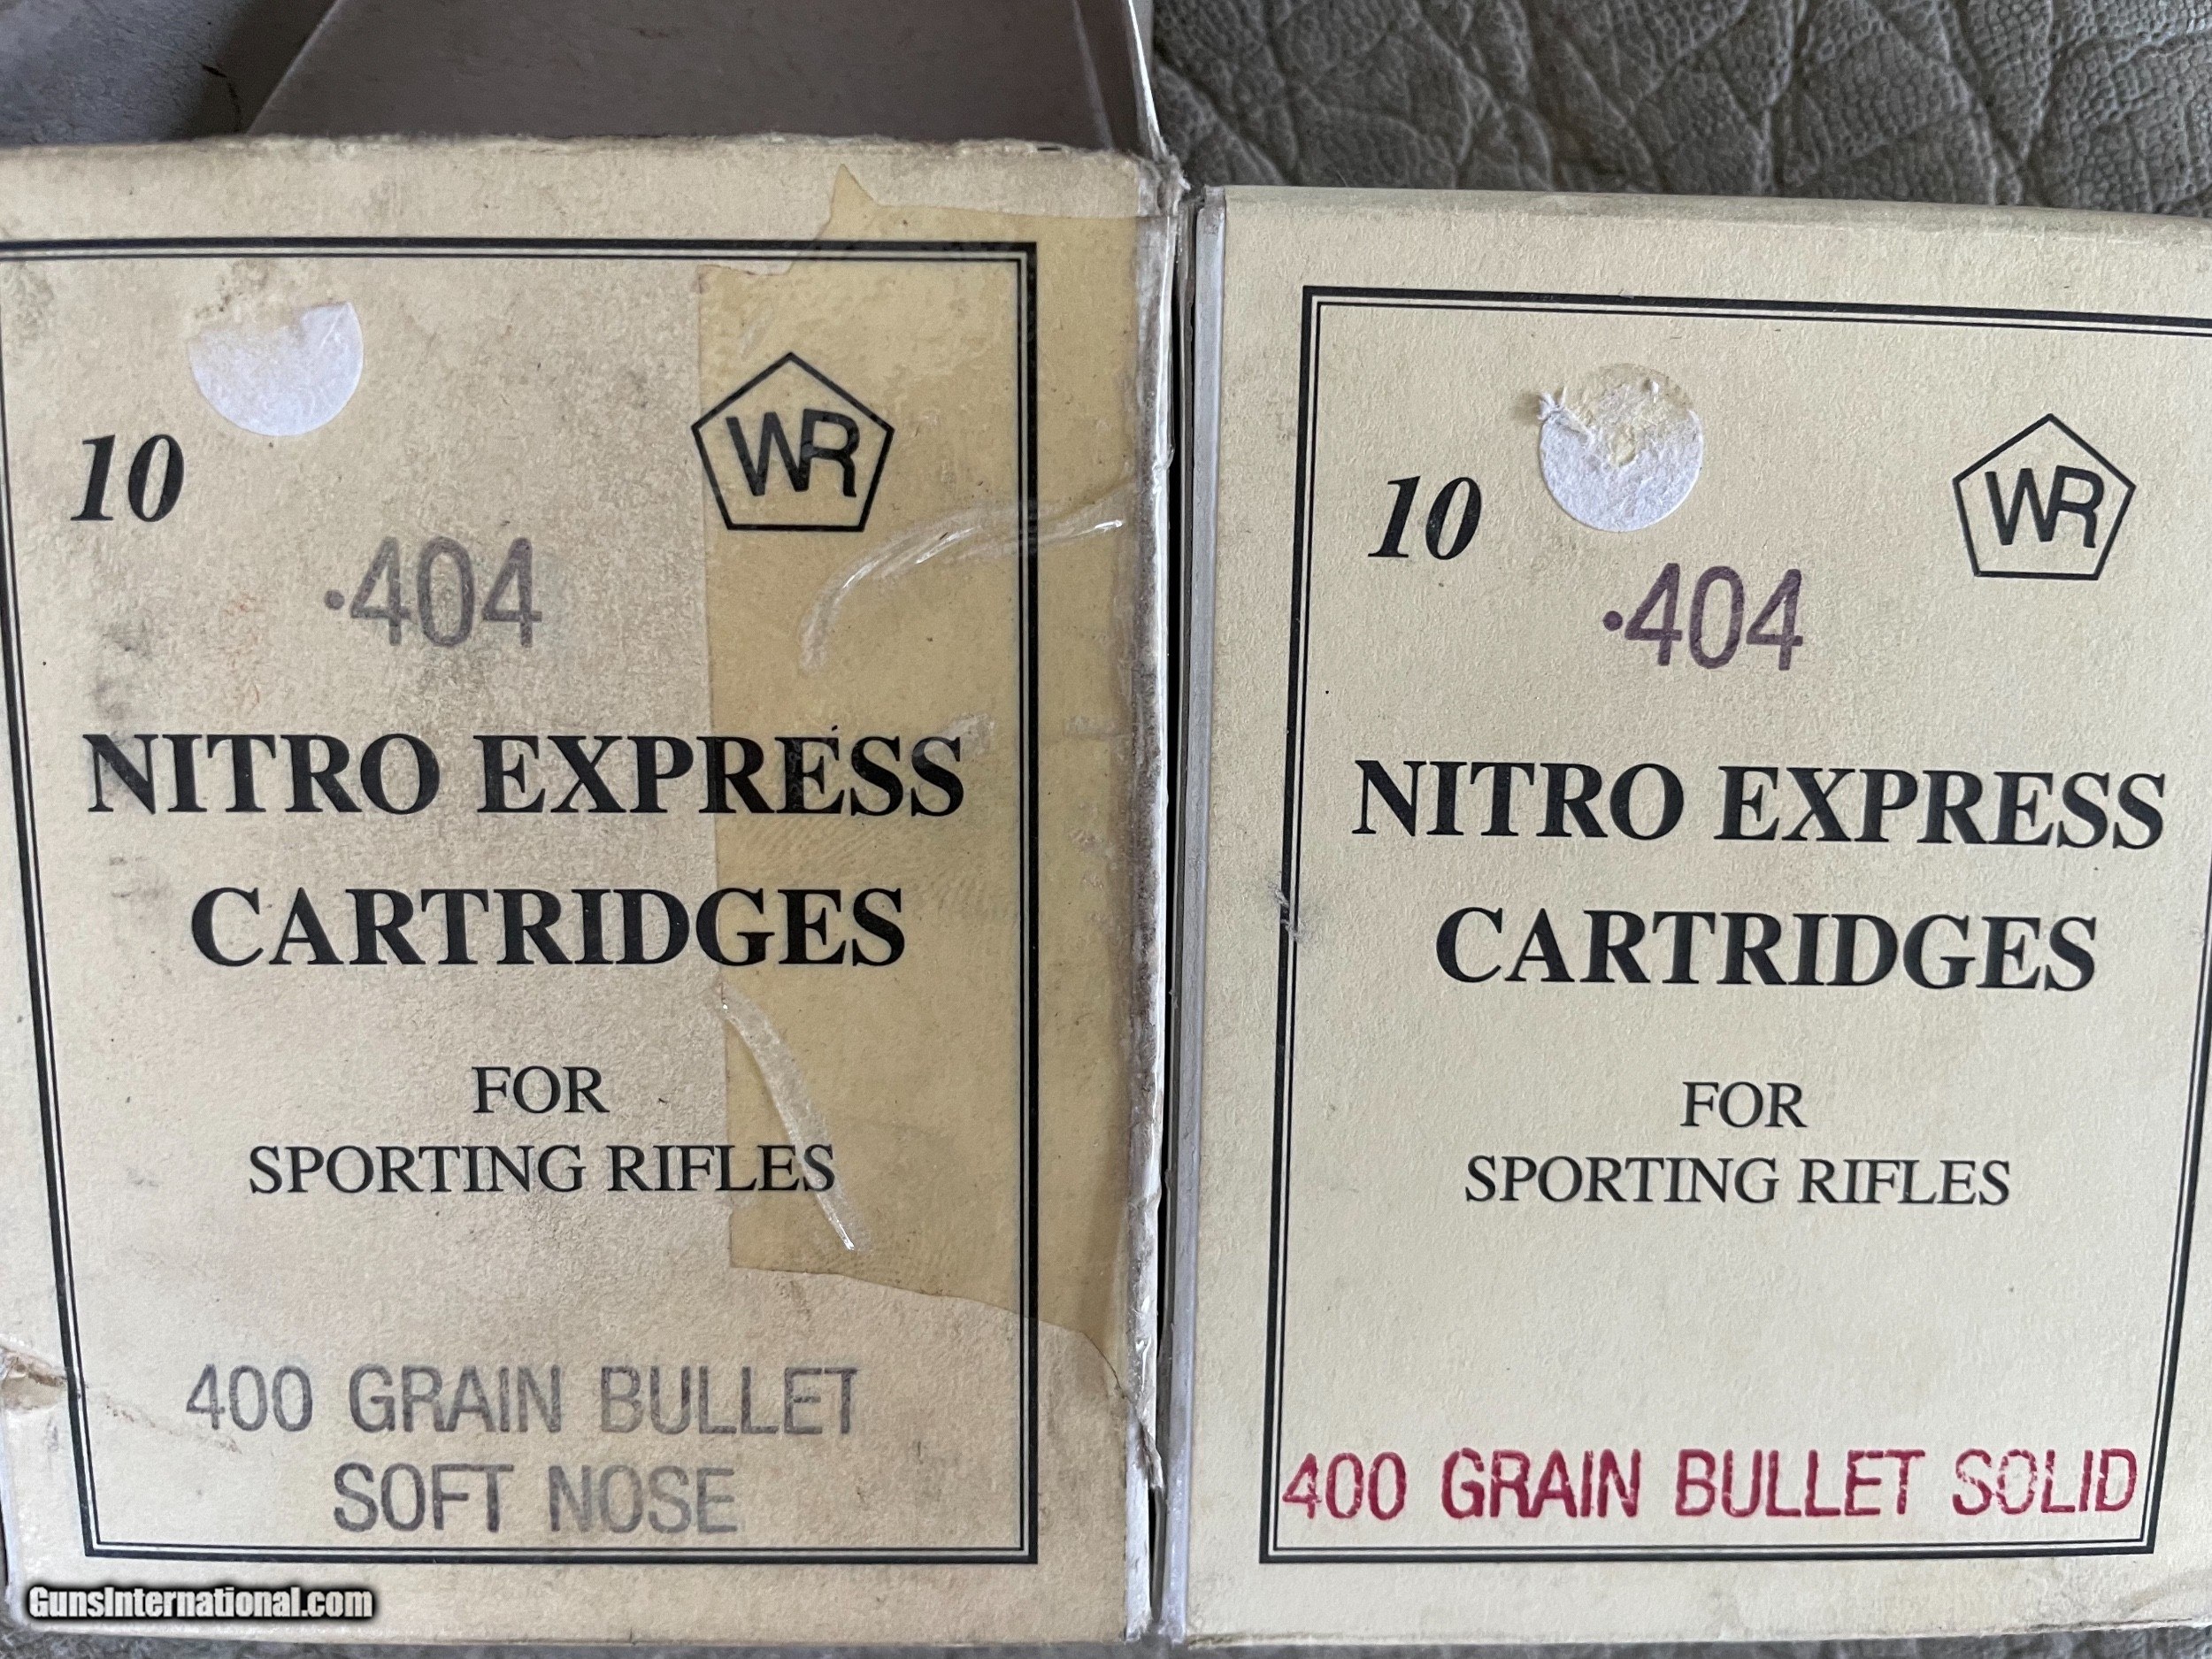 10
WR
.404
NITRO EXPRESS
CARTRIDGES
FOR
SPORTING RIFLES
400 GRAIN BULLET
SOFT NOSE
10
WR
.404
NITRO EXPRESS
CARTRIDGES
FOR
SPORTING RIFLES
400 GRAIN BULLET SOLID
GunsInternational.com